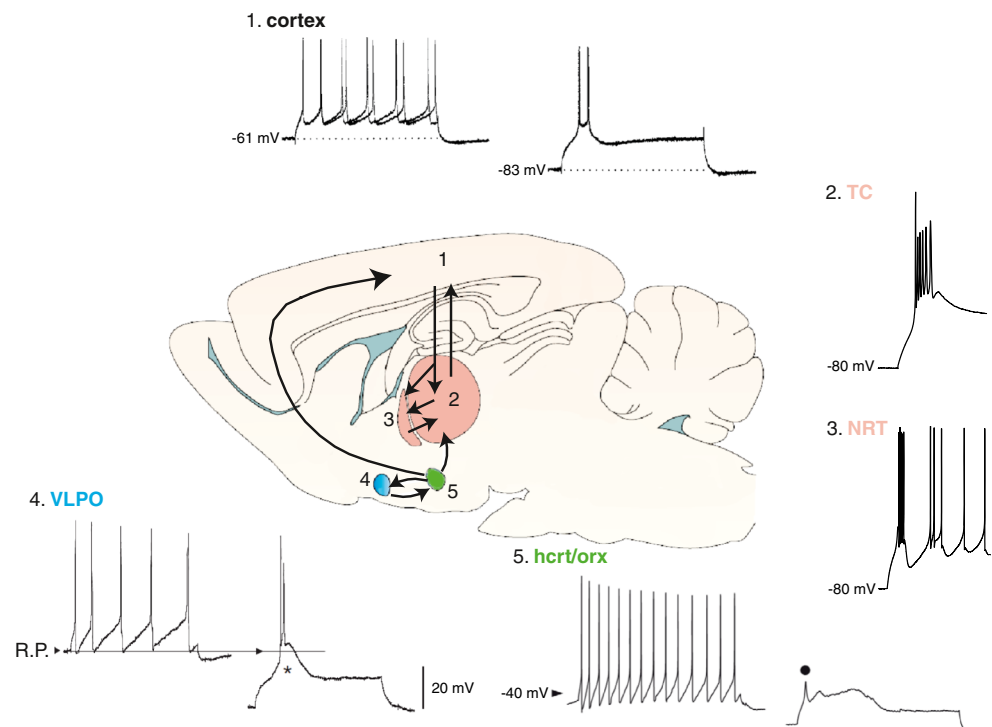 1. cortex
-61 mV
-83 mV
2. TC
-80 mV
3. NRT
-80 mV
1
2
3
4
5
4. VLPO
R.P.
*
20 mV
5. hcrt/orx
-40 mV